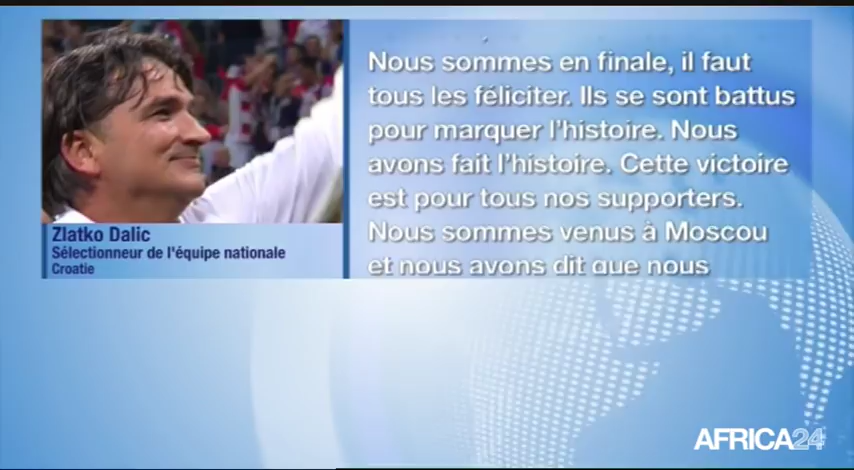 Nous sommes en finale, il faut
tous les féliciter. Ils se sont battus
pour marquer l'histoire. Nous
avons fait l'histoire. Cette victoire
est pour tous nos supporters.
Nous sommes venus à Moscou
et nous avons dit que nous
Zlatko Dalic
Sélectionneur de l'équipe nationale
Croatie
AFRICA24